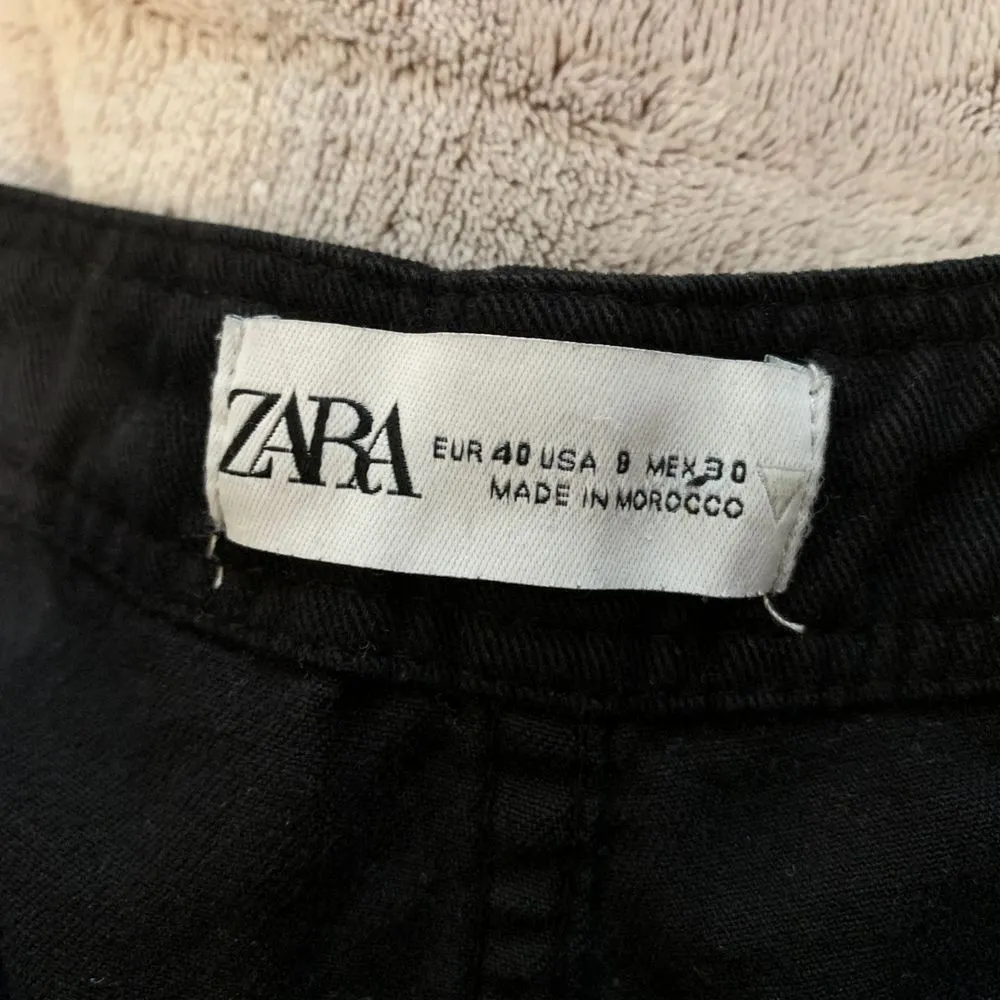 ZARA
EUR 40 USA 8 MEX 30
MADE IN MOROCCO